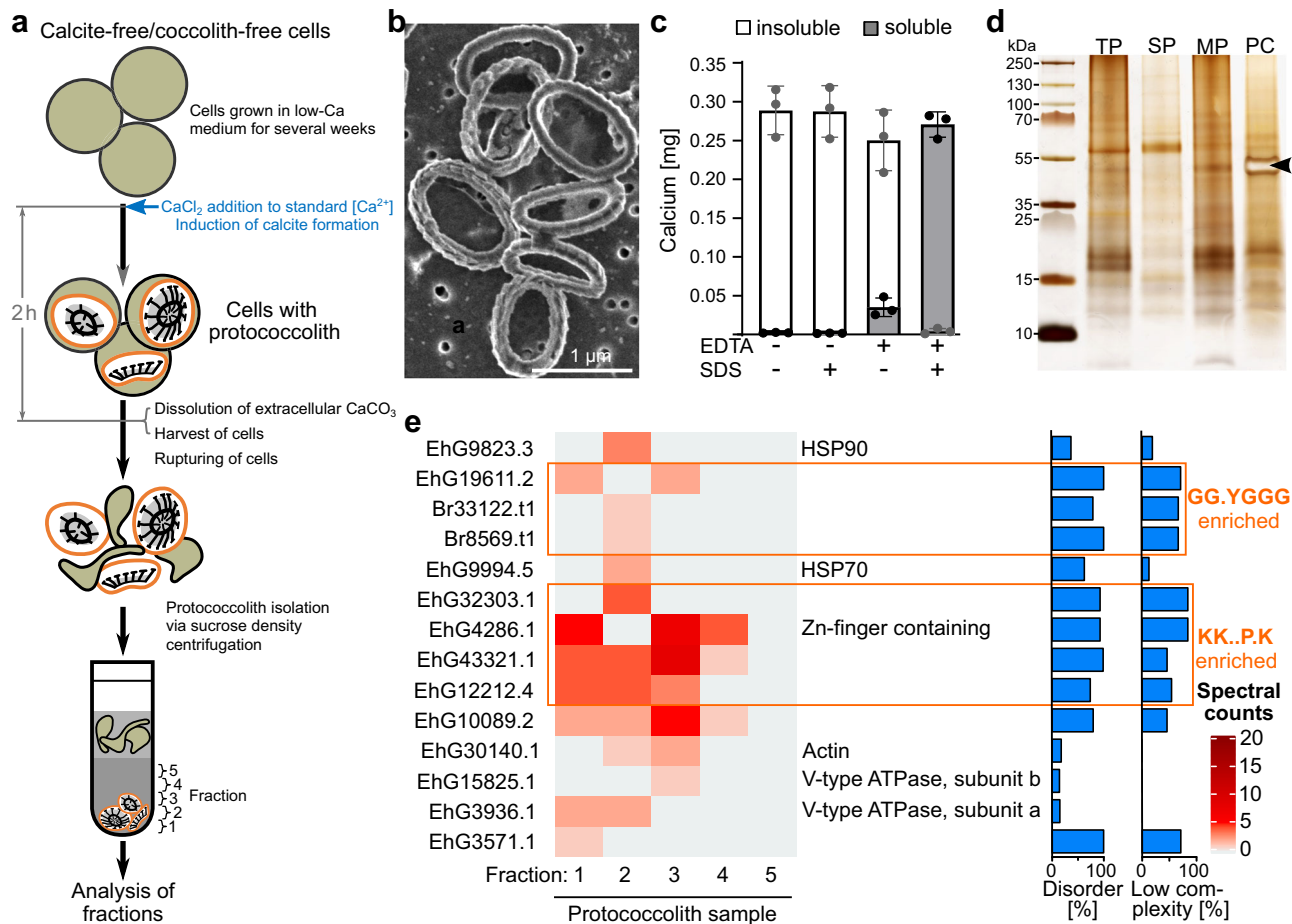 a
Calcite-free/coccolith-free cells
Cells grown in low-Ca
medium for several weeks
CaCl2 addition to standard [Ca2+]
Induction of calcite formation
2h
Cells with
protococcolith
Dissolution of extracellular CaCO3
Harvest of cells
Rupturing of cells
Protococcolith isolation
via sucrose density
centrifugation
5
4
3
2
1
Fraction
Analysis of
fractions
b
a
1 µm
c
insoluble
soluble
Calcium [mg]
0.35
0.30
0.25
0.20
0.15
0.10
0.05
EDTA - - + +
SDS - + - +
d
kDa TP SP MP PC
250
130
100
70
55
35
25
15
10
e
EhG9823.3 HSP90
EhG19611.2
Br33122.t1
Br8569.t1
GG.YGGG
enriched
EhG9994.5 HSP70
EhG32303.1
EhG4286.1 Zn-finger containing
EhG43321.1
EhG12212.4
KK..P.K
enriched
EhG10089.2
EhG30140.1 Actin
EhG15825.1 V-type ATPase, subunit b
EhG3936.1 V-type ATPase, subunit a
EhG3571.1
Fraction: 1 2 3 4 5
Protococcolith sample
0 100
Disorder
[%]
0 100
Low com-
plexity [%]
Spectral
counts
20
15
10
5
0